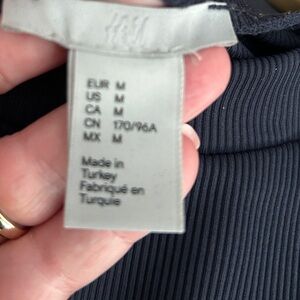 H&M
EUR M
US M
CA M
CN 170/96A
MX M
Made in
Turkey
Fabriqué en
Turquie